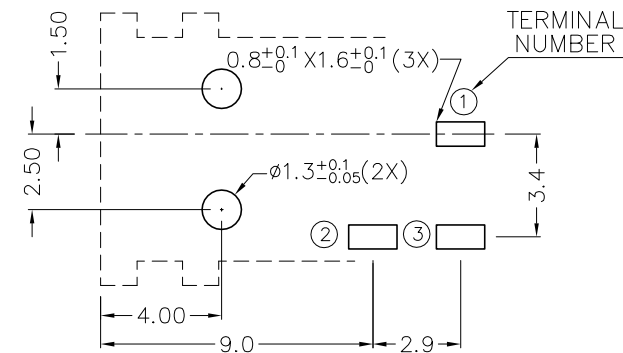 TERMINAL
NUMBER
1.50
0.8+0.1 -0 X1.6+0.1 -0 (3X)
1
2.50
ø1.3+0.1 -0.05(2X)
3.4
2
3
4.00
9.0
2.9